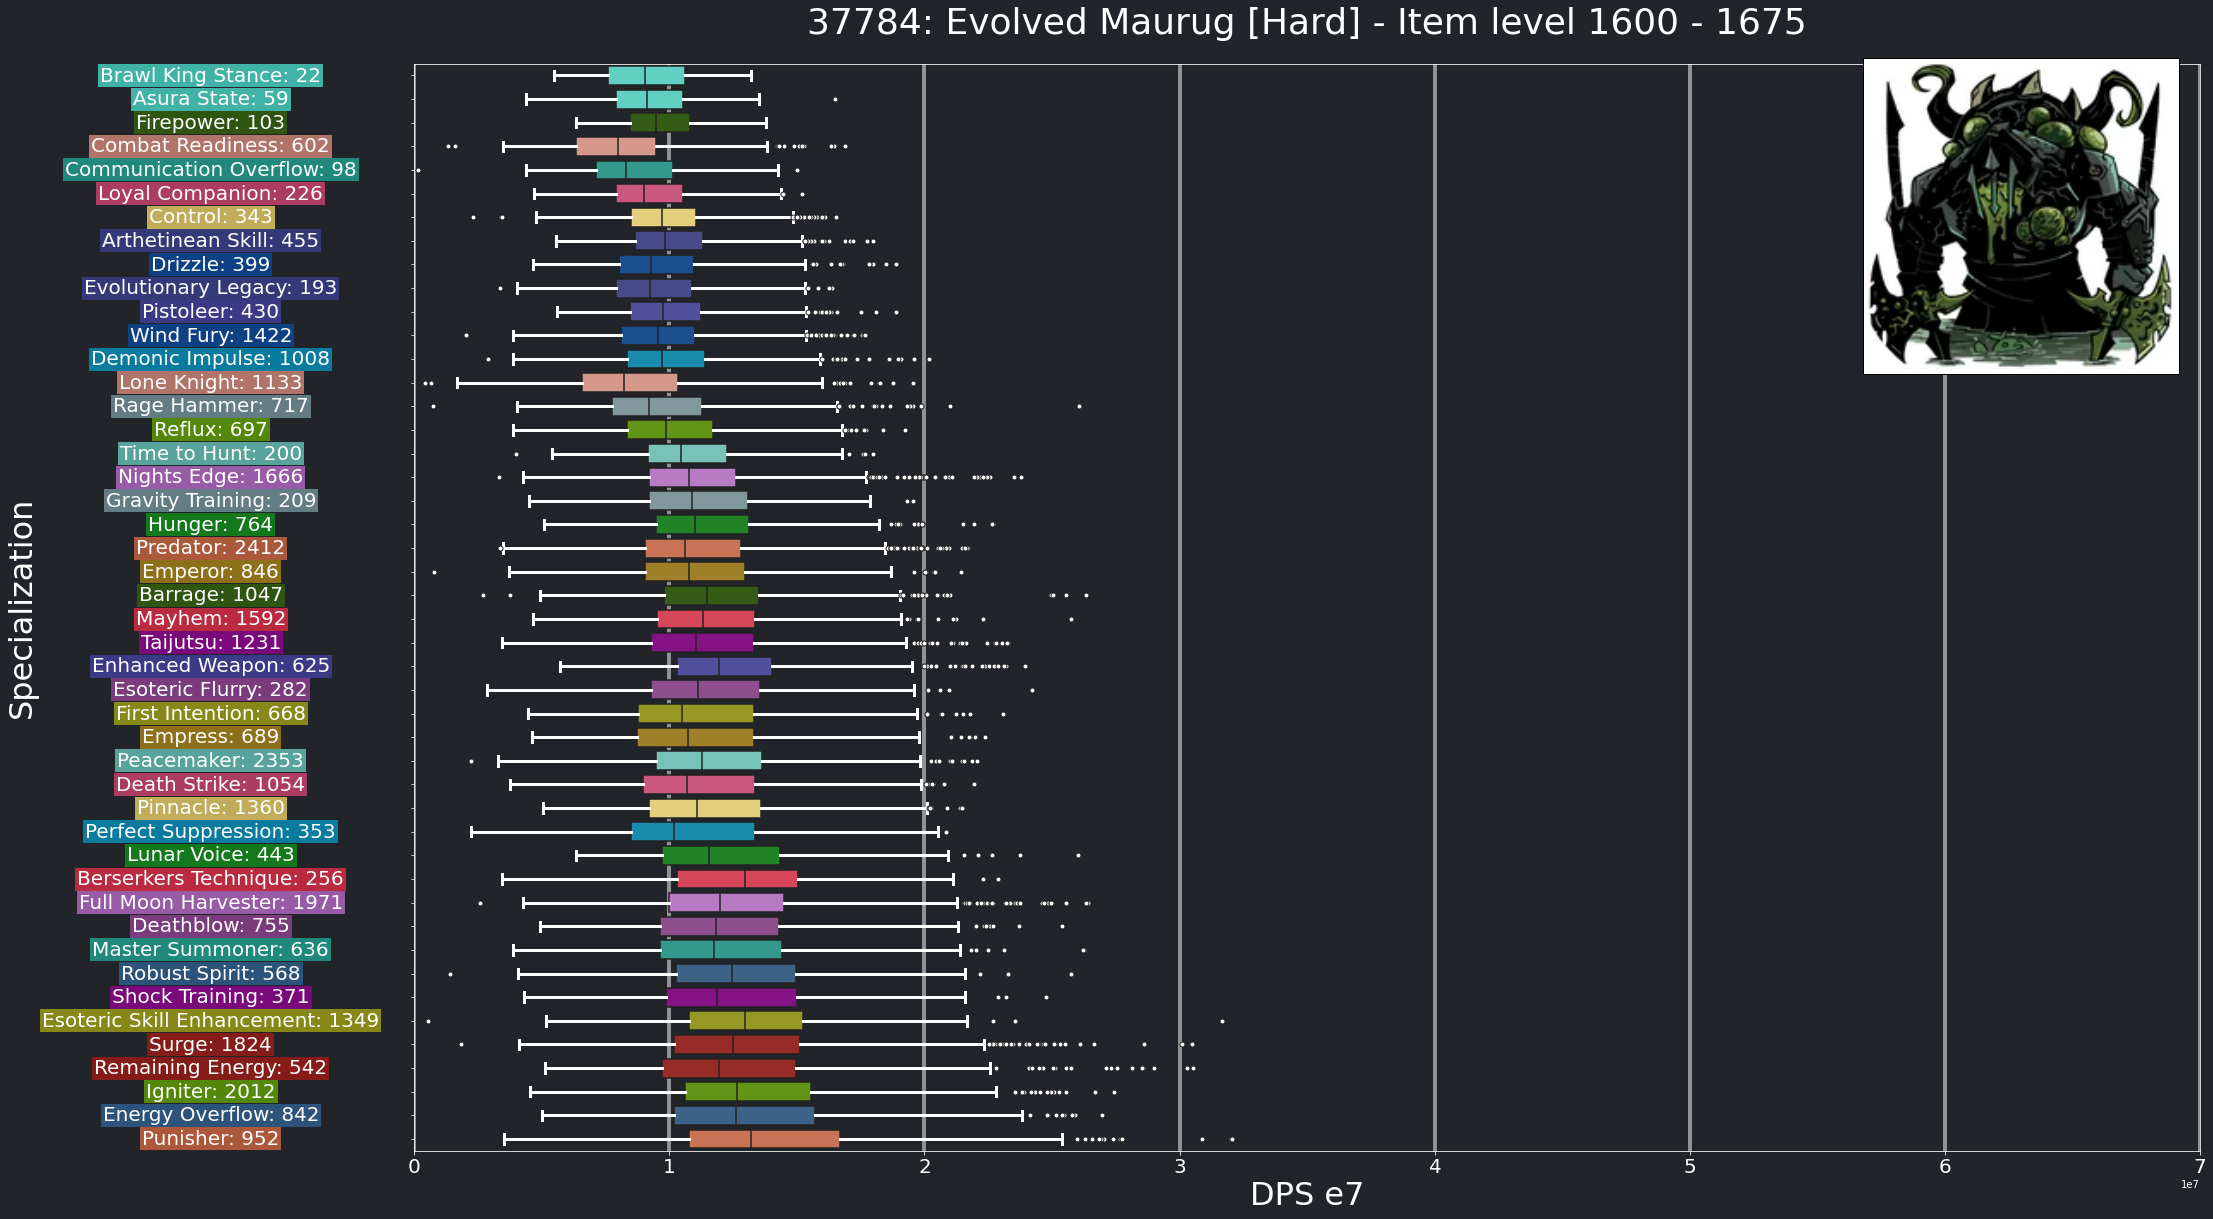 37784: Evolved Maurug [Hard] - Item level 1600 - 1675
Specialization
Brawl King Stance: 22
Asura State: 59
Firepower: 103
Combat Readiness: 602
Communication Overflow: 98
Loyal Companion: 226
Control: 343
Arthetinean Skill: 455
Drizzle: 399
Evolutionary Legacy: 193
Pistoleer: 430
Wind Fury: 1422
Demonic Impulse: 1008
Lone Knight: 1133
Rage Hammer: 717
Reflux: 697
Time to Hunt: 200
Nights Edge: 1666
Gravity Training: 209
Hunger: 764
Predator: 2412
Emperor: 846
Barrage: 1047
Mayhem: 1592
Taijutsu: 1231
Enhanced Weapon: 625
Esoteric Flurry: 282
First Intention: 668
Empress: 689
Peacemaker: 2353
Death Strike: 1054
Pinnacle: 1360
Perfect Suppression: 353
Lunar Voice: 443
Berserkers Technique: 256
Full Moon Harvester: 1971
Deathblow: 755
Master Summoner: 636
Robust Spirit: 568
Shock Training: 371
Esoteric Skill Enhancement: 1349
Surge: 1824
Remaining Energy: 542
Igniter: 2012
Energy Overflow: 842
Punisher: 952
0 1 2 3 4 5 6 7
1e7
DPS e7